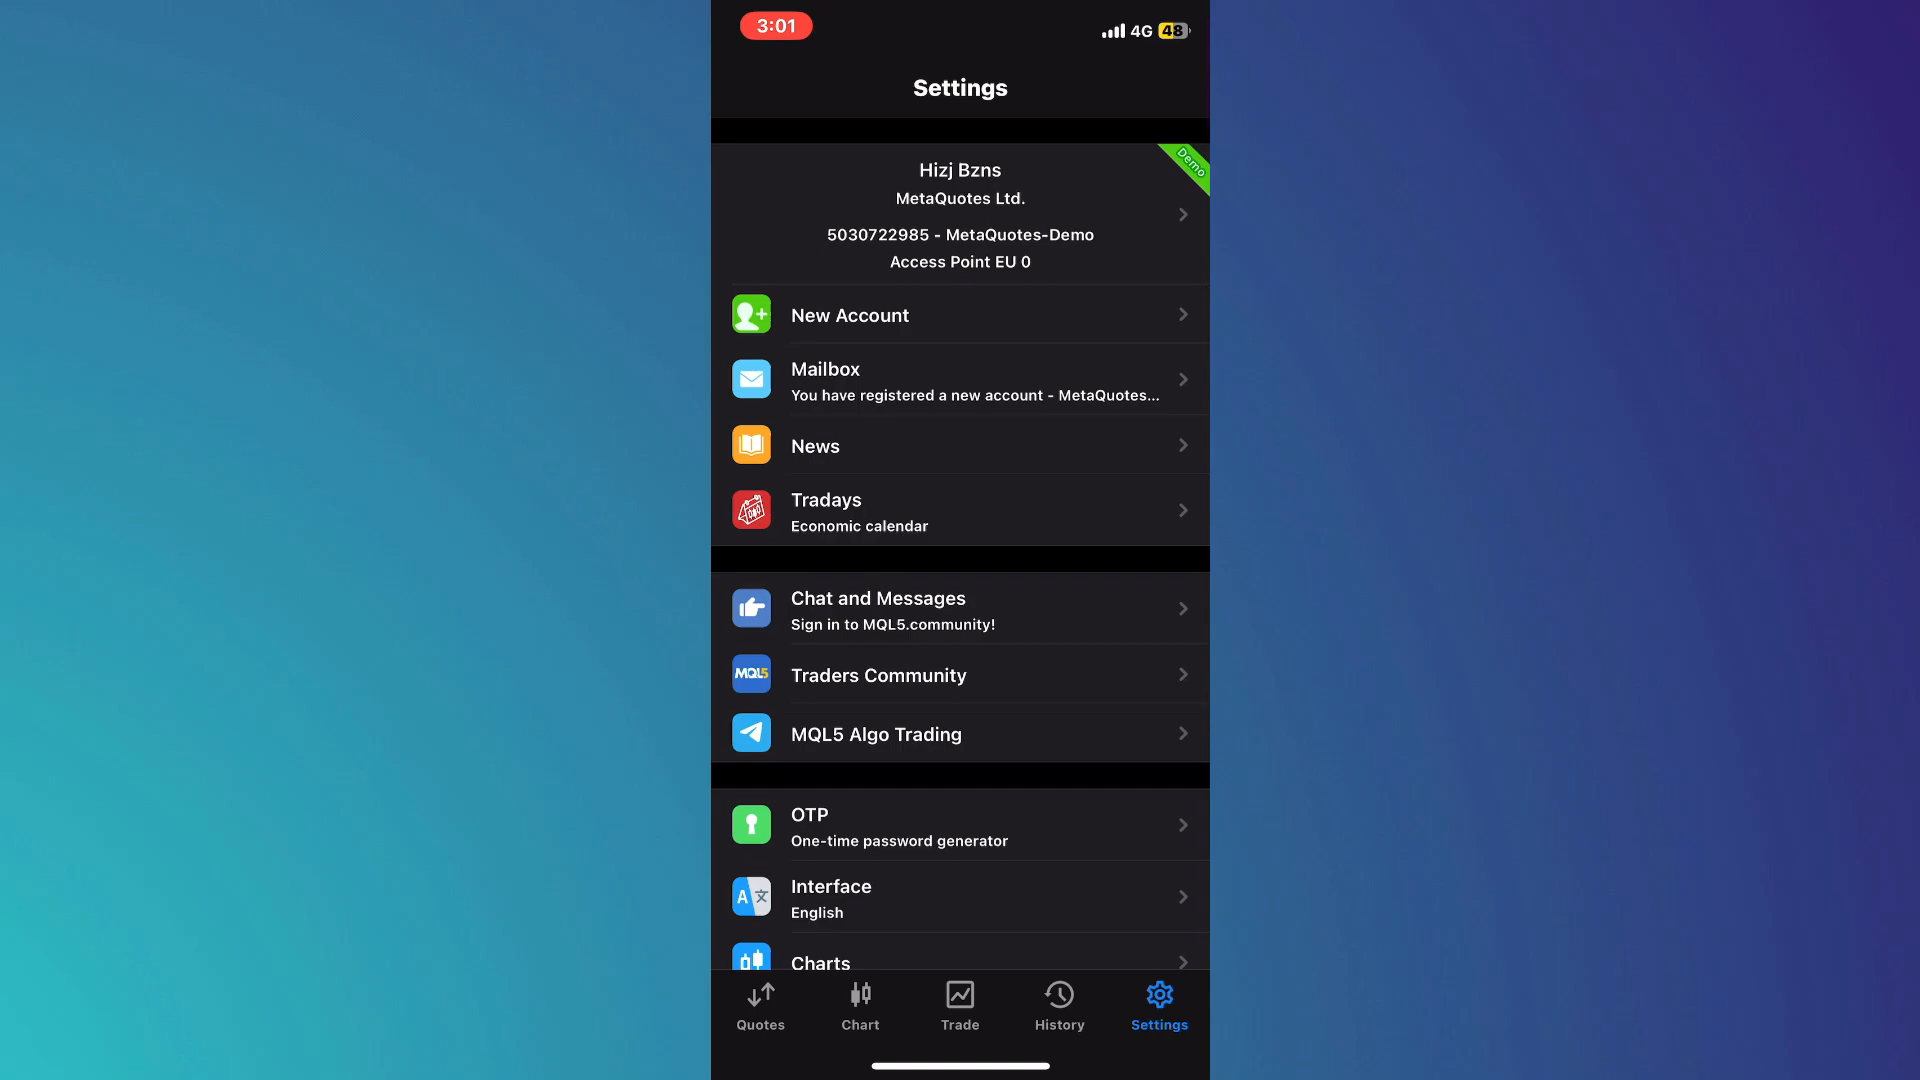 3:01
4G 48
Settings
Demo
Hizj Bzns
MetaQuotes Ltd.
5030722985 - MetaQuotes-Demo
Access Point EU 0
New Account
Mailbox
You have registered a new account - MetaQuotes...
News
Tradays
Economic calendar
Chat and Messages
Sign in to MQL5.community!
MQL5
Traders Community
MQL5 Algo Trading
OTP
One-time password generator
A文
Interface
English
Charts
Quotes
Chart
Trade
History
Settings